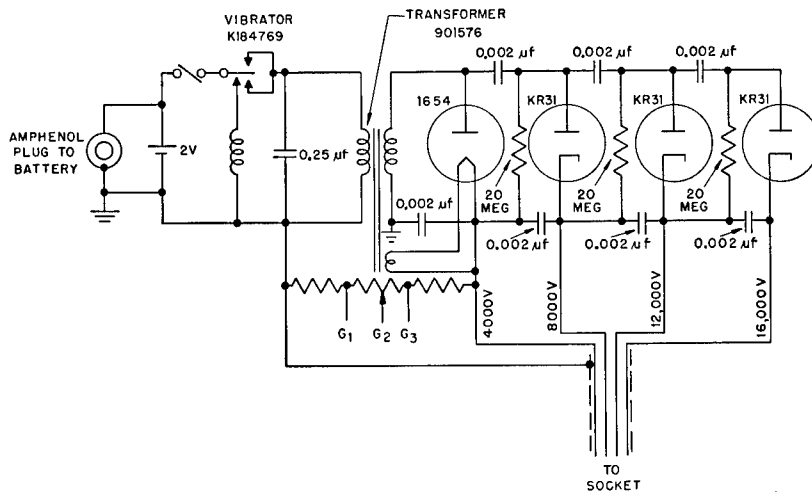 VIBRATOR
K184769
TRANSFORMER
901576
0.002 µf
0.002 µf
0.002 µf
1654
KR31
KR31
KR31
AMPHENOL
PLUG TO
BATTERY
2V
0.25 µf
20
MEG
20
MEG
20
MEG
0.002 µf
0.002 µf
0.002 µf
0.002 µf
G1
G2
G3
4000V
8000V
12,000V
16,000V
TO
SOCKET